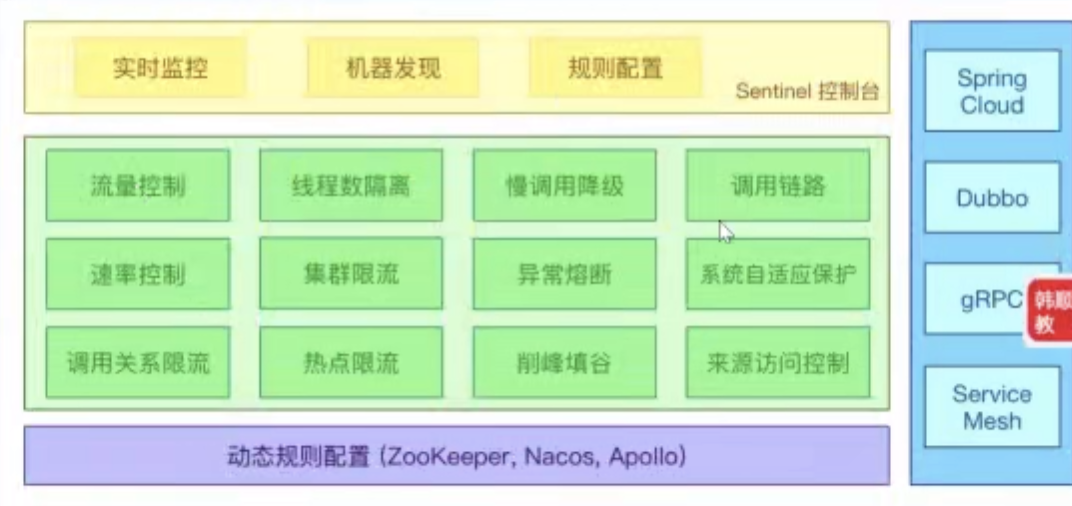 实时监控
机器发现
规则配置
Sentinel 控制台
流量控制
线程数隔离
慢调用降级
调用链路
速率控制
集群限流
异常熔断
系统自适应保护
调用关系限流
热点限流
削峰填谷
来源访问控制
动态规则配置 (ZooKeeper, Nacos, Apollo)
Spring
Cloud
Dubbo
gRPC
韩顺
教
Service
Mesh